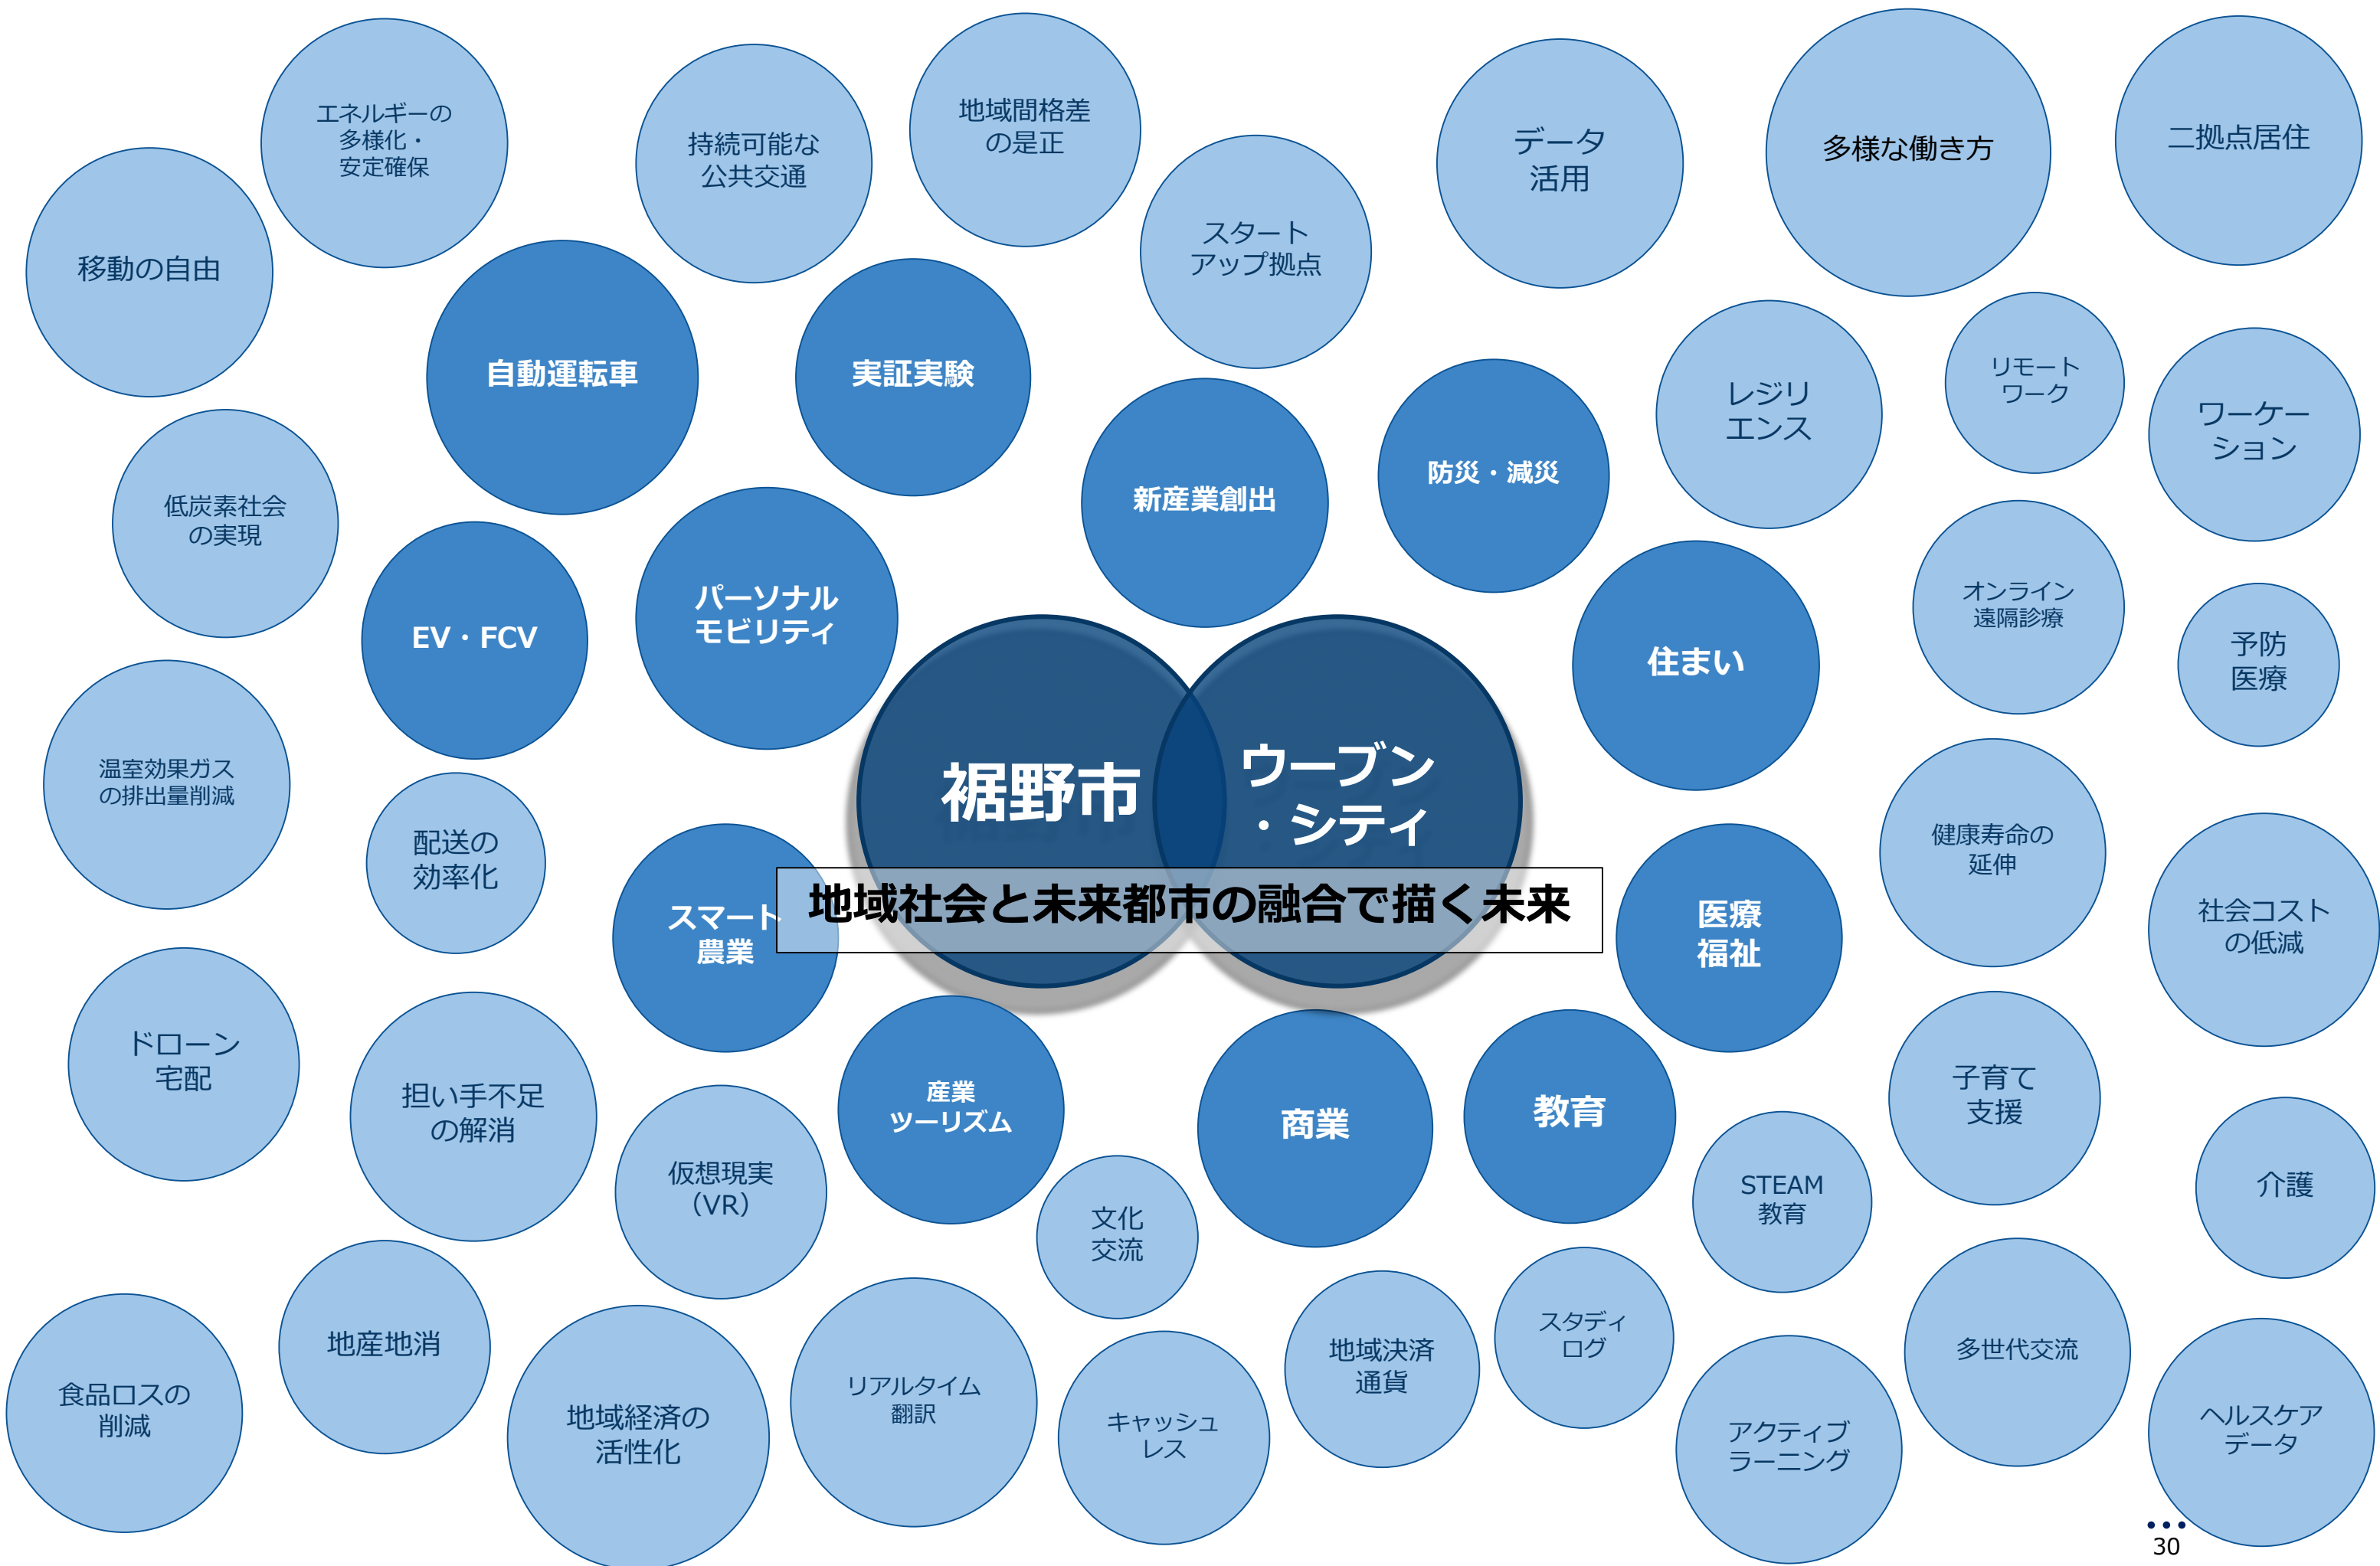 エネルギーの
多様化・
安定確保
持続可能な
公共交通
地域間格差
の是正
スタート
アップ拠点
データ
活用
多様な働き方
二拠点居住
移動の自由
自動運転車
実証実験
新産業創出
防災・減災
レジリ
エンス
リモート
ワーク
ワーケー
ション
低炭素社会
の実現
EV・FCV
パーソナル
モビリティ
住まい
オンライン
遠隔診療
予防
医療
温室効果ガス
の排出量削減
配送の
効率化
裾野市
ウーブン
・シティ
地域社会と未来都市の融合で描く未来
スマート
農業
医療
福祉
健康寿命の
延伸
社会コスト
の低減
ドローン
宅配
担い手不足
の解消
仮想現実
（VR）
産業
ツーリズム
文化
交流
商業
教育
STEAM
教育
子育て
支援
介護
食品ロスの
削減
地産地消
地域経済の
活性化
リアルタイム
翻訳
キャッシュ
レス
地域決済
通貨
スタディ
ログ
アクティブ
ラーニング
多世代交流
ヘルスケア
データ
30